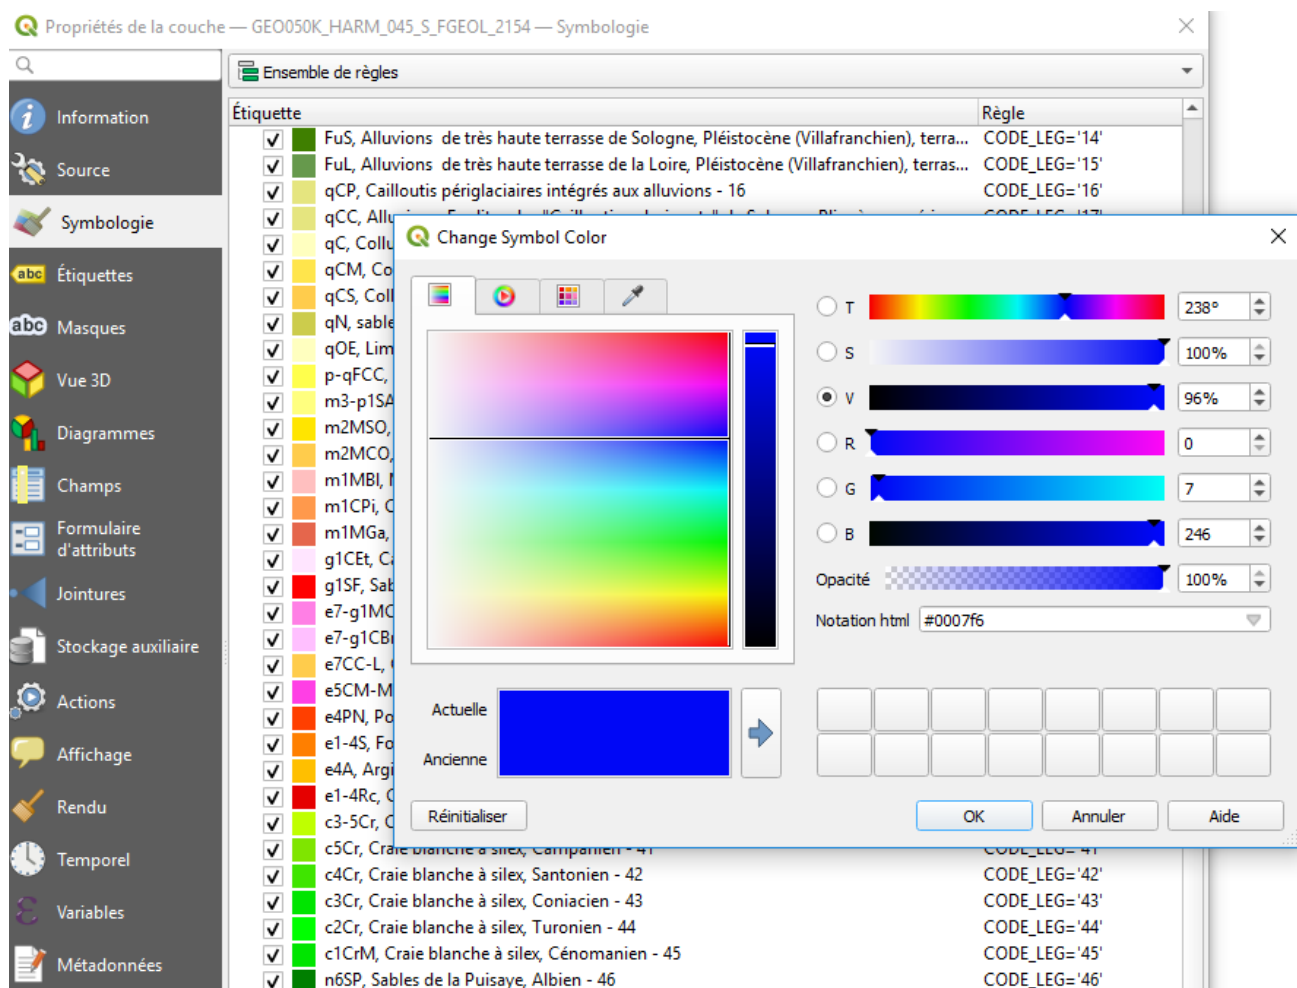 Propriétés de la couche — GEO050K_HARM_045_S_FGEOL_2154 — Symbologie
Ensemble de règles
Information
Source
Symbologie
abc Étiquettes
abc Masques
Vue 3D
Diagrammes
Champs
Formulaire
d'attributs
Jointures
Stockage auxiliaire
Actions
Affichage
Rendu
Temporel
Variables
Métadonnées
Étiquette Règle
FuS, Alluvions de très haute terrasse de Sologne, Pléistocène (Villafranchien), terra... CODE_LEG='14'
FuL, Alluvions de très haute terrasse de la Loire, Pléistocène (Villafranchien), terras... CODE_LEG='15'
qCP, Cailloutis périglaciaires intégrés aux alluvions - 16 CODE_LEG='16'
qCC, CODE_LEG='17'
qC, Collu
qCM, Co
qCS, Coll
qN, sable
qOE, Lim
p-qFCC,
m3-p1SA
m2MSO,
m2MCO,
m1MBl,
m1CPi, C
m1MGa,
g1CEt, Ca
g1SF, Sab
e7-g1MC
e7-g1CBr
e7CC-L,
e5CM-M
e4PN, Po
e1-4S, Fo
e4A, Argi
e1-4Rc, C
c3-5Cr, C
c5Cr, Craie blanche à silex, Campanien - 41 CODE_LEG='41'
c4Cr, Craie blanche à silex, Santonien - 42 CODE_LEG='42'
c3Cr, Craie blanche à silex, Coniacien - 43 CODE_LEG='43'
c2Cr, Craie blanche à silex, Turonien - 44 CODE_LEG='44'
c1CrM, Craie blanche à silex, Cénomanien - 45 CODE_LEG='45'
n6SP, Sables de la Puisaye, Albien - 46 CODE_LEG='46'
Change Symbol Color
T 238°
S 100%
V 96%
R 0
G 7
B 246
Opacité 100%
Notation html #0007f6
Actuelle
Ancienne
Réinitialiser OK Annuler Aide